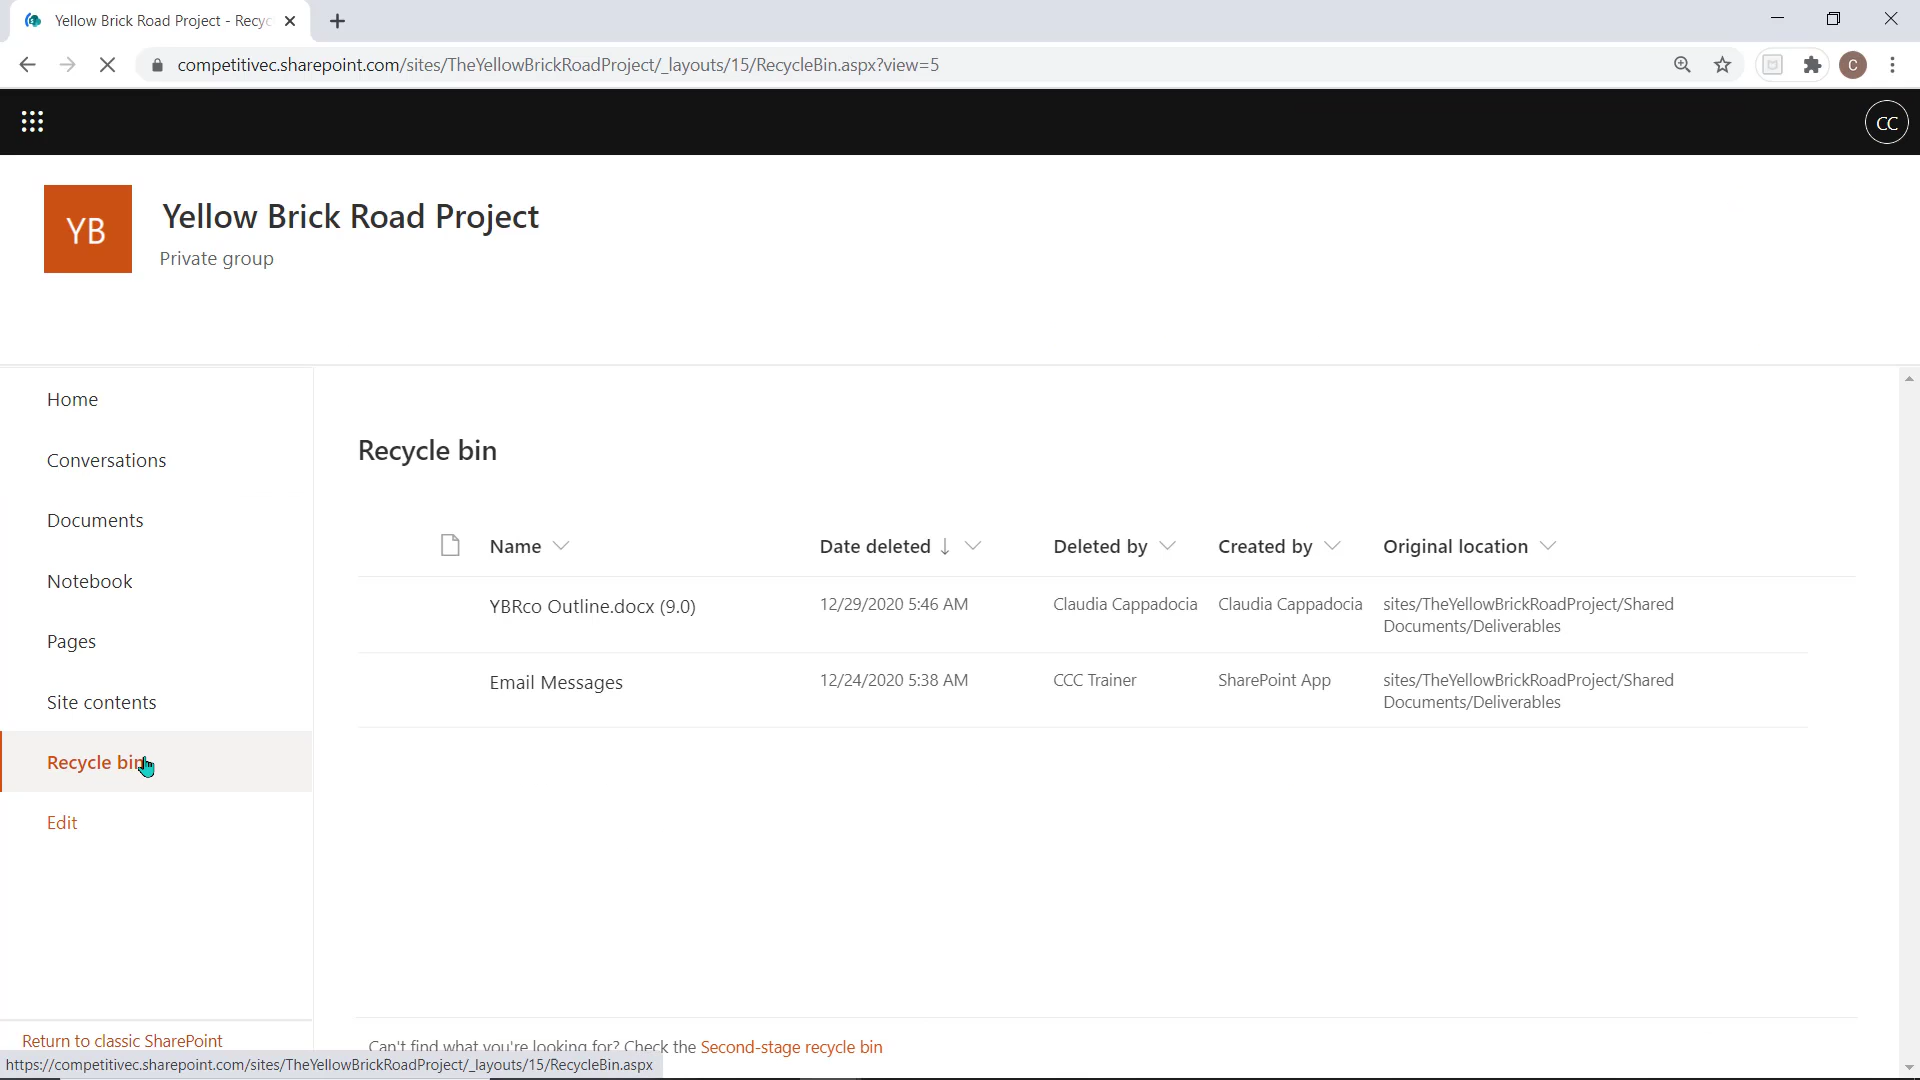 Yellow Brick Road Project - Recyc
competitivec.sharepoint.com/sites/TheYellowBrickRoadProject/_layouts/15/RecycleBin.aspx?view=5
C
CC
YB
Yellow Brick Road Project
Private group
Home
Conversations
Documents
Notebook
Pages
Site contents
Recycle bin
Edit
Return to classic SharePoint
Recycle bin
Name Date deleted Deleted by Created by Original location
YBRco Outline.docx (9.0) 12/29/2020 5:46 AM Claudia Cappadocia Claudia Cappadocia sites/TheYellowBrickRoadProject/Shared
Documents/Deliverables
Email Messages 12/24/2020 5:38 AM CCC Trainer SharePoint App sites/TheYellowBrickRoadProject/Shared
Documents/Deliverables
Can't find what you're looking for? Check the Second-stage recycle bin
https://competitivec.sharepoint.com/sites/TheYellowBrickRoadProject/_layouts/15/RecycleBin.aspx